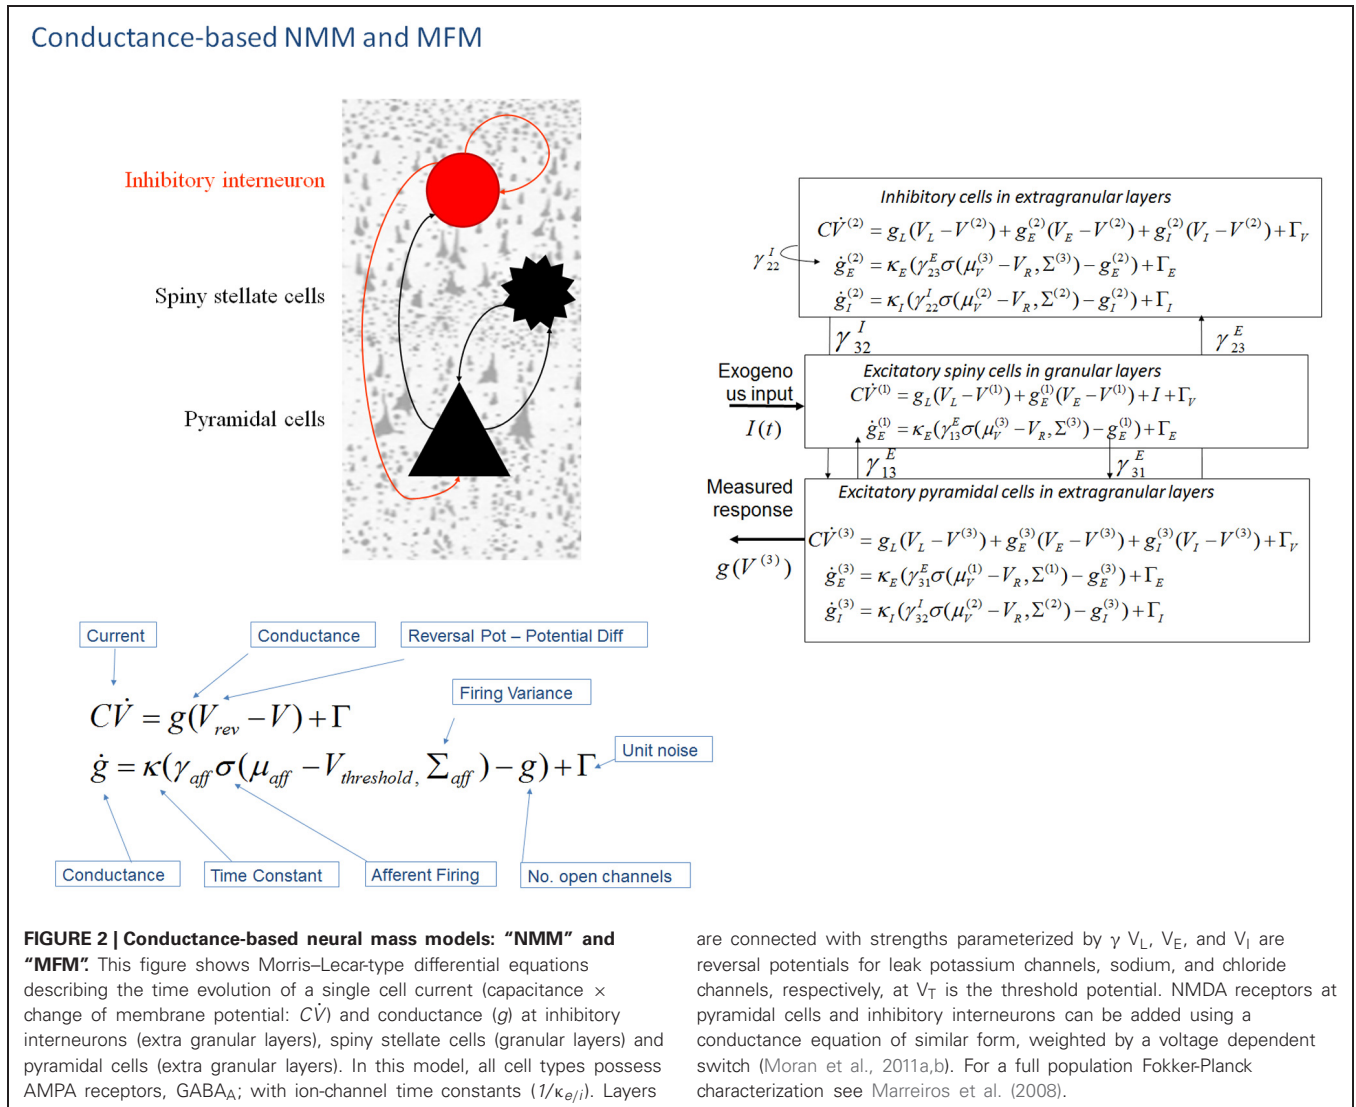 Conductance-based NMM and MFM
Inhibitory interneuron
Spiny stellate cells
Pyramidal cells
Inhibitory cells in extragranular layers
CV̇⁽²⁾ = g_L(V_L − V⁽²⁾) + g_E⁽²⁾(V_E − V⁽²⁾) + g_I⁽²⁾(V_I − V⁽²⁾) + Γ_V
γ₂₂ᴵ
ġ_E⁽²⁾ = κ_E(γ₂₃ᴱσ(μ_V⁽³⁾ − V_R, Σ⁽³⁾) − g_E⁽²⁾) + Γ_E
ġ_I⁽²⁾ = κ_I(γ₂₂ᴵσ(μ_V⁽²⁾ − V_R, Σ⁽²⁾) − g_I⁽²⁾) + Γ_I
γ₃₂ᴵ
γ₂₃ᴱ
Exogeno
us input
I(t)
Excitatory spiny cells in granular layers
CV̇⁽¹⁾ = g_L(V_L − V⁽¹⁾) + g_E⁽¹⁾(V_E − V⁽¹⁾) + I + Γ_V
ġ_E⁽¹⁾ = κ_E(γ₁₃ᴱσ(μ_V⁽³⁾ − V_R, Σ⁽³⁾) − g_E⁽¹⁾) + Γ_E
γ₁₃ᴱ
γ₃₁ᴱ
Measured
response
g(V⁽³⁾)
Excitatory pyramidal cells in extragranular layers
CV̇⁽³⁾ = g_L(V_L − V⁽³⁾) + g_E⁽³⁾(V_E − V⁽³⁾) + g_I⁽³⁾(V_I − V⁽³⁾) + Γ_V
ġ_E⁽³⁾ = κ_E(γ₃₁ᴱσ(μ_V⁽¹⁾ − V_R, Σ⁽¹⁾) − g_E⁽³⁾) + Γ_E
ġ_I⁽³⁾ = κ_I(γ₃₂ᴵσ(μ_V⁽²⁾ − V_R, Σ⁽²⁾) − g_I⁽³⁾) + Γ_I
Current
Conductance
Reversal Pot – Potential Diff
Firing Variance
CV̇ = g(V_rev − V) + Γ
Unit noise
ġ = κ(γ_aff σ(μ_aff − V_threshold, Σ_aff) − g) + Γ
Conductance
Time Constant
Afferent Firing
No. open channels
FIGURE 2 | Conductance-based neural mass models: “NMM” and
“MFM”. This figure shows Morris–Lecar-type differential equations
describing the time evolution of a single cell current (capacitance ×
change of membrane potential: CV̇) and conductance (g) at inhibitory
interneurons (extra granular layers), spiny stellate cells (granular layers) and
pyramidal cells (extra granular layers). In this model, all cell types possess
AMPA receptors, GABA_A; with ion-channel time constants (1/κ_e/i). Layers
are connected with strengths parameterized by γ V_L, V_E, and V_I are
reversal potentials for leak potassium channels, sodium, and chloride
channels, respectively, at V_T is the threshold potential. NMDA receptors at
pyramidal cells and inhibitory interneurons can be added using a
conductance equation of similar form, weighted by a voltage dependent
switch (Moran et al., 2011a,b). For a full population Fokker-Planck
characterization see Marreiros et al. (2008).